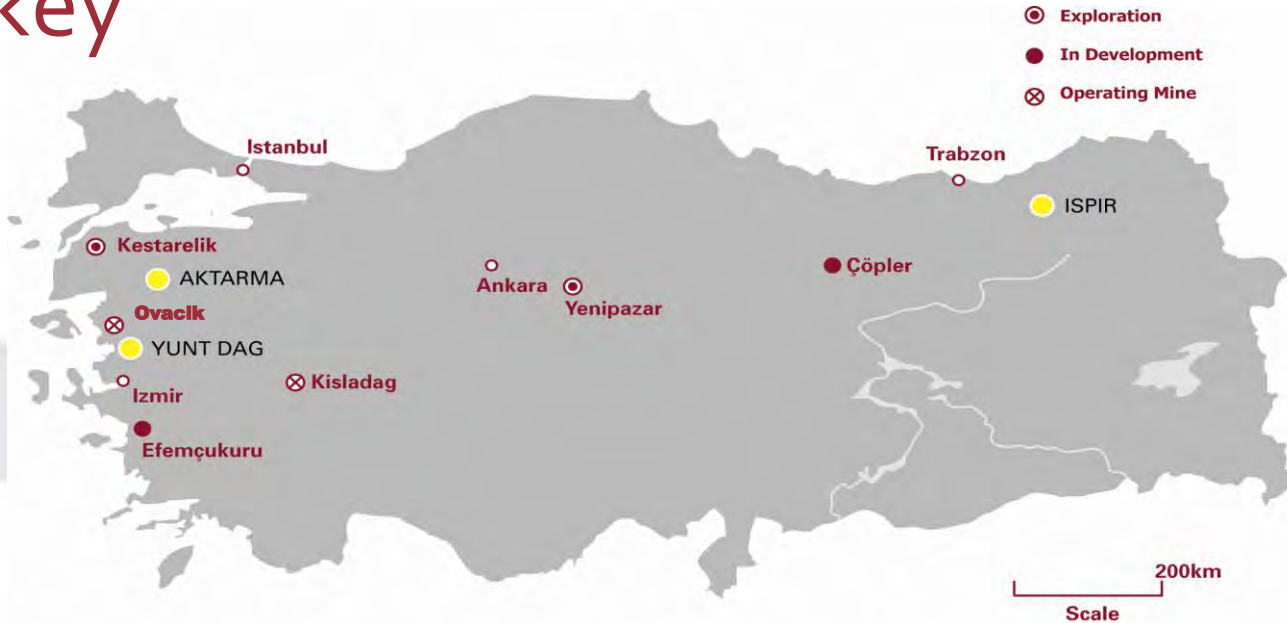 key
Exploration
In Development
Operating Mine
Istanbul
Trabzon
ISPIR
Kestarelik
AKTARMA
Ankara
Çöpler
Yenipazar
Ovacik
YUNT DAG
Izmir
Kisladag
Efemçukuru
200km
Scale